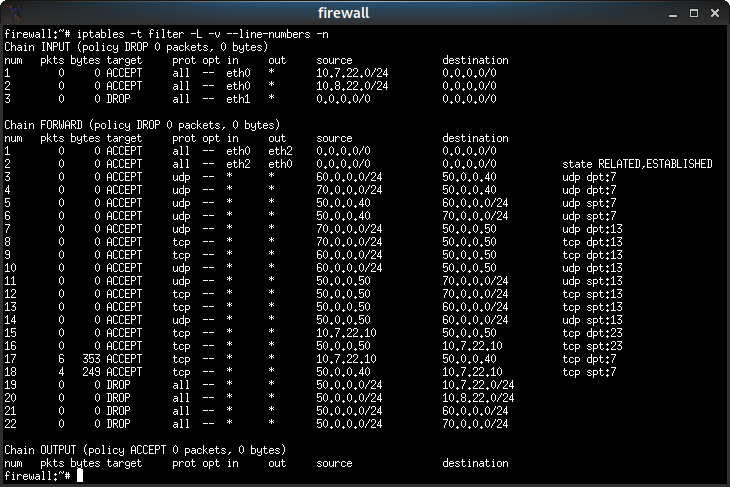 firewall
firewall:~# iptables -t filter -L -v --line-numbers -n
Chain INPUT (policy DROP 0 packets, 0 bytes)
num pkts bytes target prot opt in out source destination
1 0 0 ACCEPT all -- eth0 * 10.7.22.0/24 0.0.0.0/0
2 0 0 ACCEPT all -- eth0 * 10.8.22.0/24 0.0.0.0/0
3 0 0 DROP all -- eth1 * 0.0.0.0/0 0.0.0.0/0
Chain FORWARD (policy DROP 0 packets, 0 bytes)
num pkts bytes target prot opt in out source destination
1 0 0 ACCEPT all -- eth0 eth2 0.0.0.0/0 0.0.0.0/0
2 0 0 ACCEPT all -- eth2 eth0 0.0.0.0/0 0.0.0.0/0 state RELATED,ESTABLISHED
3 0 0 ACCEPT udp -- * * 60.0.0.0/24 50.0.0.40 udp dpt:7
4 0 0 ACCEPT udp -- * * 70.0.0.0/24 50.0.0.40 udp dpt:7
5 0 0 ACCEPT udp -- * * 50.0.0.40 60.0.0.0/24 udp spt:7
6 0 0 ACCEPT udp -- * * 50.0.0.40 70.0.0.0/24 udp spt:7
7 0 0 ACCEPT udp -- * * 70.0.0.0/24 50.0.0.50 udp dpt:13
8 0 0 ACCEPT tcp -- * * 70.0.0.0/24 50.0.0.50 tcp dpt:13
9 0 0 ACCEPT tcp -- * * 60.0.0.0/24 50.0.0.50 tcp dpt:13
10 0 0 ACCEPT udp -- * * 60.0.0.0/24 50.0.0.50 udp dpt:13
11 0 0 ACCEPT udp -- * * 50.0.0.50 70.0.0.0/24 udp spt:13
12 0 0 ACCEPT tcp -- * * 50.0.0.50 70.0.0.0/24 tcp spt:13
13 0 0 ACCEPT tcp -- * * 50.0.0.50 60.0.0.0/24 tcp spt:13
14 0 0 ACCEPT udp -- * * 50.0.0.50 60.0.0.0/24 udp spt:13
15 0 0 ACCEPT tcp -- * * 10.7.22.10 50.0.0.50 tcp dpt:23
16 0 0 ACCEPT tcp -- * * 50.0.0.50 10.7.22.10 tcp spt:23
17 6 353 ACCEPT tcp -- * * 10.7.22.10 50.0.0.40 tcp dpt:7
18 4 249 ACCEPT tcp -- * * 50.0.0.40 10.7.22.10 tcp spt:7
19 0 0 DROP all -- * * 50.0.0.0/24 10.7.22.0/24
20 0 0 DROP all -- * * 50.0.0.0/24 10.8.22.0/24
21 0 0 DROP all -- * * 50.0.0.0/24 60.0.0.0/24
22 0 0 DROP all -- * * 50.0.0.0/24 70.0.0.0/24
Chain OUTPUT (policy ACCEPT 0 packets, 0 bytes)
num pkts bytes target prot opt in out source destination
firewall:~#